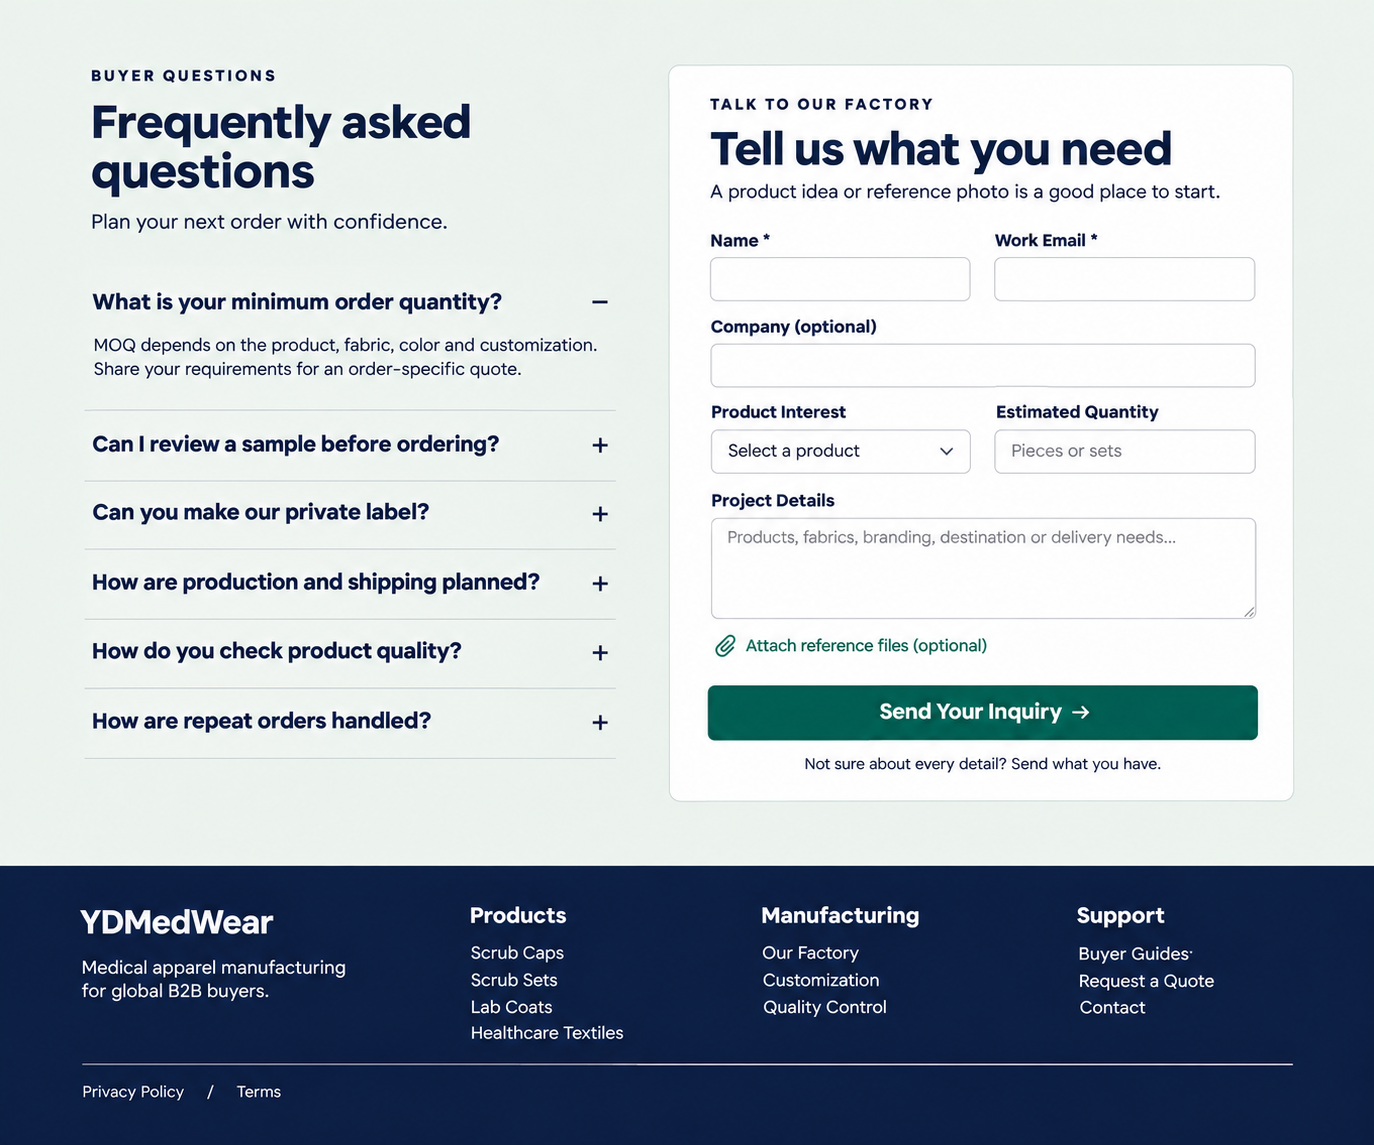 BUYER QUESTIONS
Frequently asked
questions
Plan your next order with confidence.
What is your minimum order quantity? −
MOQ depends on the product, fabric, color and customization.
Share your requirements for an order-specific quote.
Can I review a sample before ordering? +
Can you make our private label? +
How are production and shipping planned? +
How do you check product quality? +
How are repeat orders handled? +
TALK TO OUR FACTORY
Tell us what you need
A product idea or reference photo is a good place to start.
Name * Work Email *
Company (optional)
Product Interest Estimated Quantity
Select a product Pieces or sets
Project Details
Products, fabrics, branding, destination or delivery needs...
Attach reference files (optional)
Send Your Inquiry →
Not sure about every detail? Send what you have.
YDMedWear
Medical apparel manufacturing
for global B2B buyers.
Products
Scrub Caps
Scrub Sets
Lab Coats
Healthcare Textiles
Manufacturing
Our Factory
Customization
Quality Control
Support
Buyer Guides·
Request a Quote
Contact
Privacy Policy / Terms